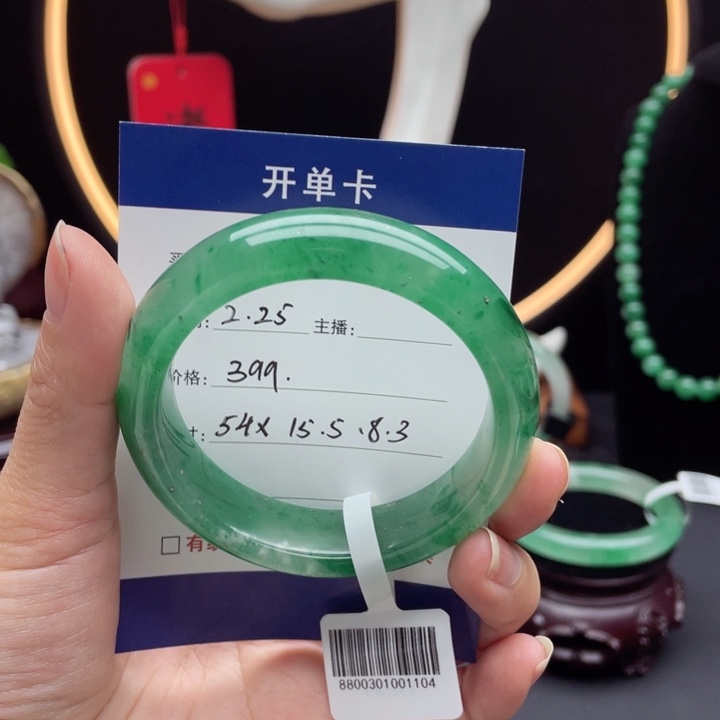 开单卡
: 2.25 主播:
价格: 399.
: 54x 15.5 .8.3
有
8800301001104